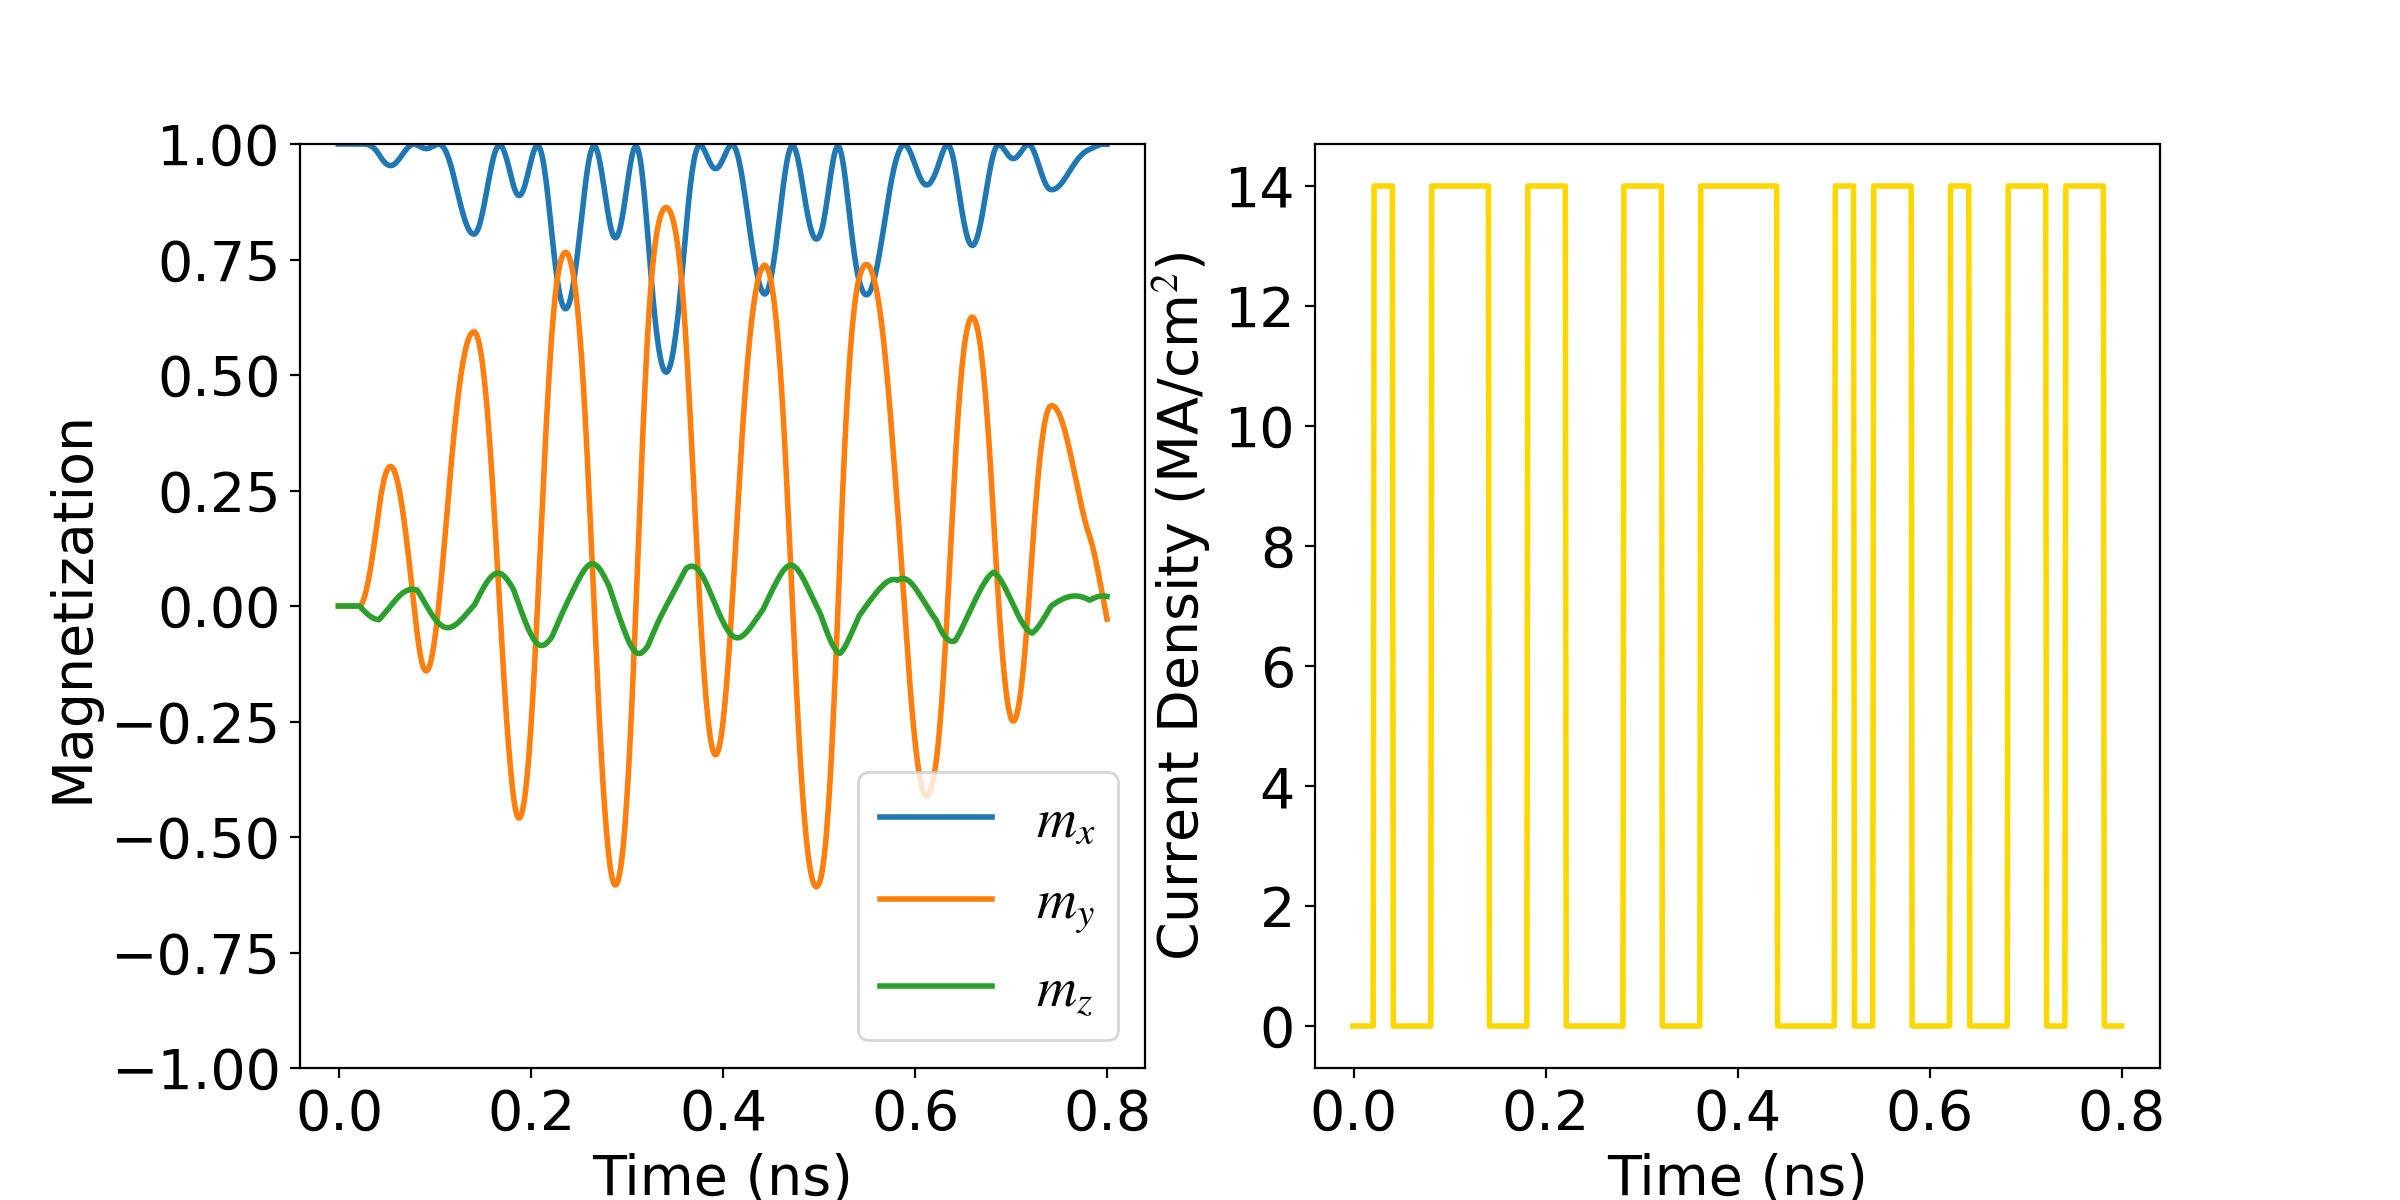 1.00
0.75
0.50
0.25
0.00
−0.25
−0.50
−0.75
−1.00
Magnetization
0.0 0.2 0.4 0.6 0.8
Time (ns)
m_x
m_y
m_z
14
12
10
8
6
4
2
0
Current Density (MA/cm²)
0.0 0.2 0.4 0.6 0.8
Time (ns)